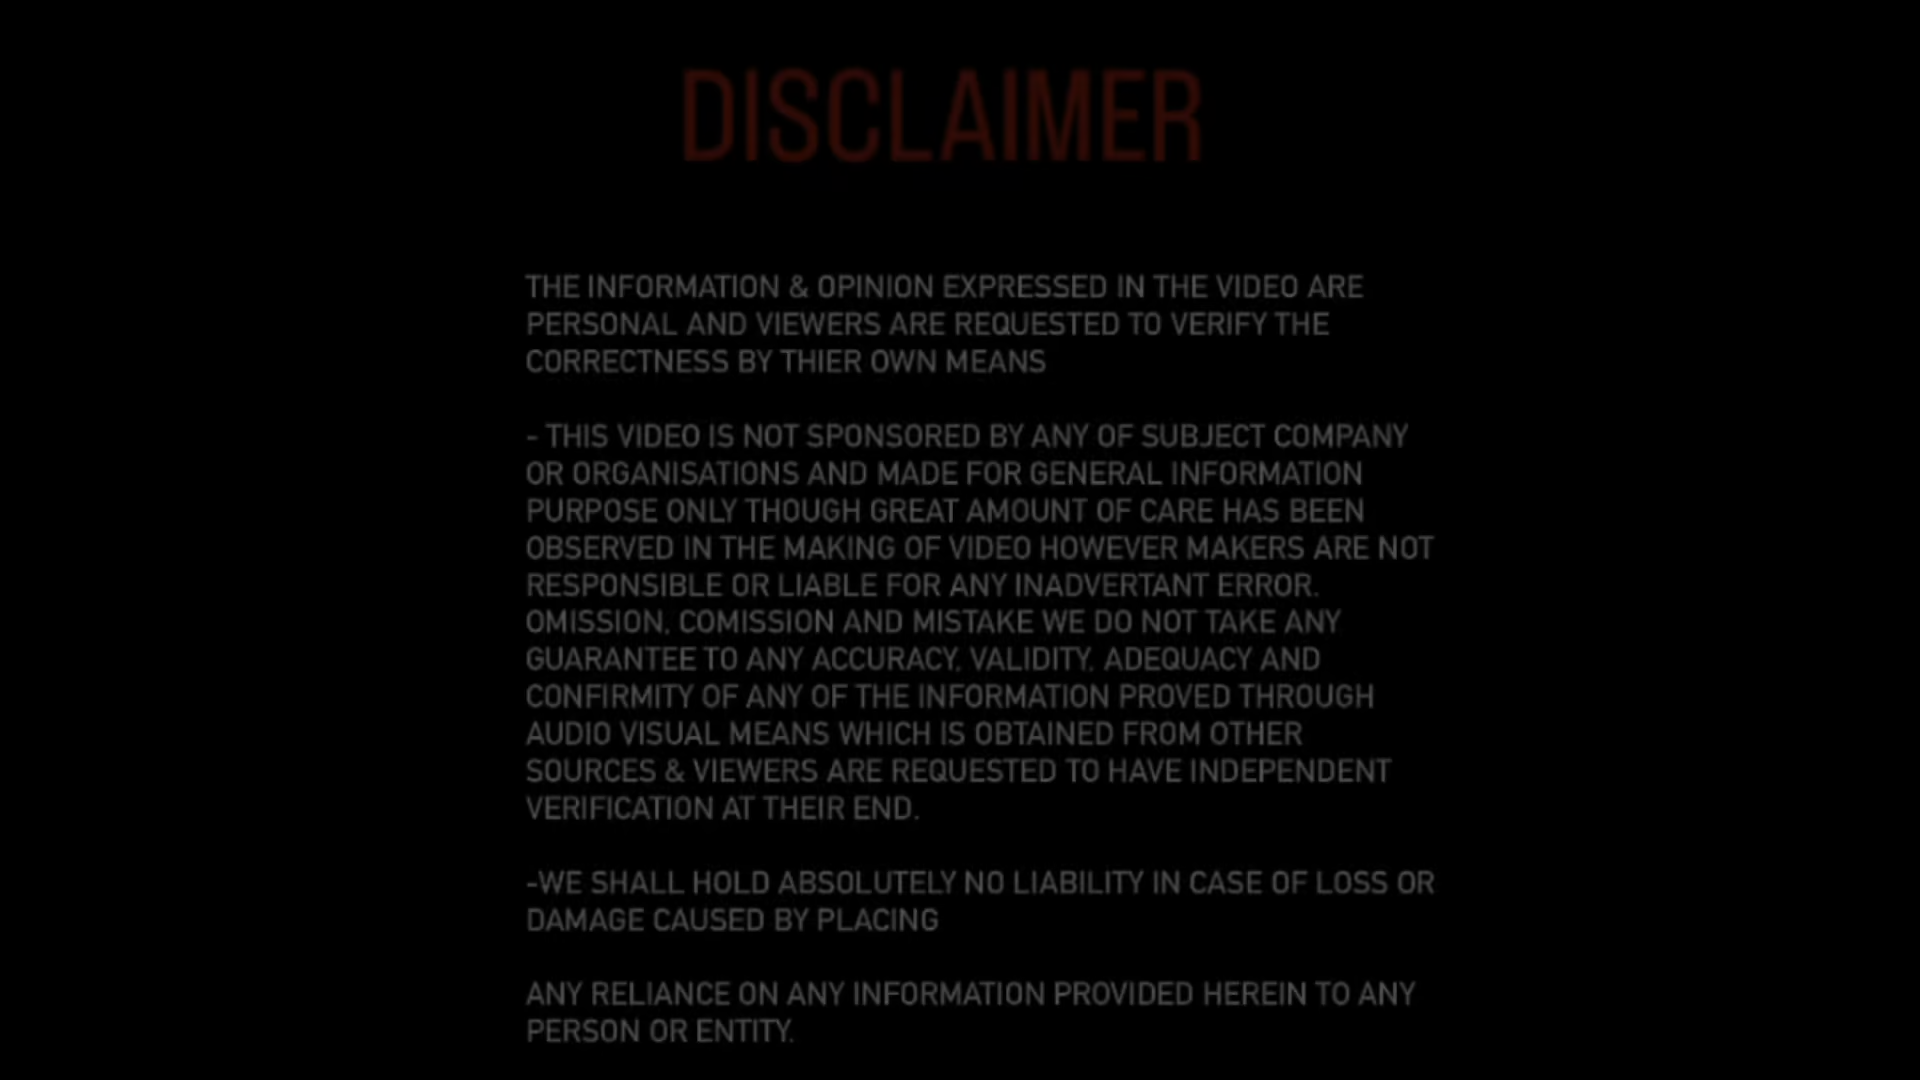 DISCLAIMER
THE INFORMATION & OPINION EXPRESSED IN THE VIDEO ARE
PERSONAL AND VIEWERS ARE REQUESTED TO VERIFY THE
CORRECTNESS BY THIER OWN MEANS
- THIS VIDEO IS NOT SPONSORED BY ANY OF SUBJECT COMPANY
OR ORGANISATIONS AND MADE FOR GENERAL INFORMATION
PURPOSE ONLY THOUGH GREAT AMOUNT OF CARE HAS BEEN
OBSERVED IN THE MAKING OF VIDEO HOWEVER MAKERS ARE NOT
RESPONSIBLE OR LIABLE FOR ANY INADVERTANT ERROR.
OMISSION, COMISSION AND MISTAKE WE DO NOT TAKE ANY
GUARANTEE TO ANY ACCURACY, VALIDITY, ADEQUACY AND
CONFIRMITY OF ANY OF THE INFORMATION PROVED THROUGH
AUDIO VISUAL MEANS WHICH IS OBTAINED FROM OTHER
SOURCES & VIEWERS ARE REQUESTED TO HAVE INDEPENDENT
VERIFICATION AT THEIR END.
-WE SHALL HOLD ABSOLUTELY NO LIABILITY IN CASE OF LOSS OR
DAMAGE CAUSED BY PLACING
ANY RELIANCE ON ANY INFORMATION PROVIDED HEREIN TO ANY
PERSON OR ENTITY.